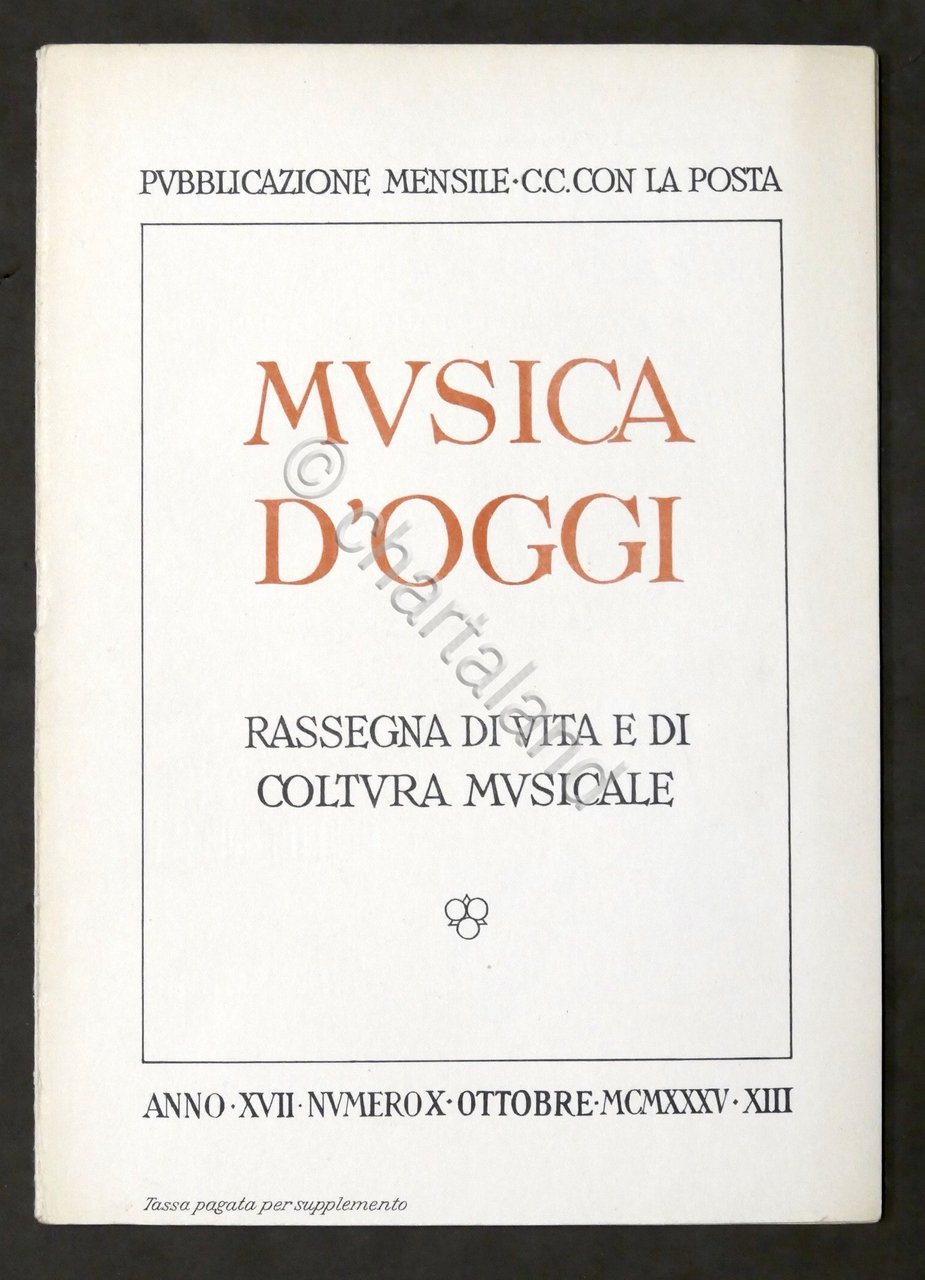 PVBBLICAZIONE MENSILE · C.C. CON LA POSTA
MVSICA
D'OGGI
RASSEGNA DI VITA E DI
COLTVRA MVSICALE
ANNO · XVII · NVMERO X · OTTOBRE · MCMXXXV · XIII
Tassa pagata per supplemento
© chartaland